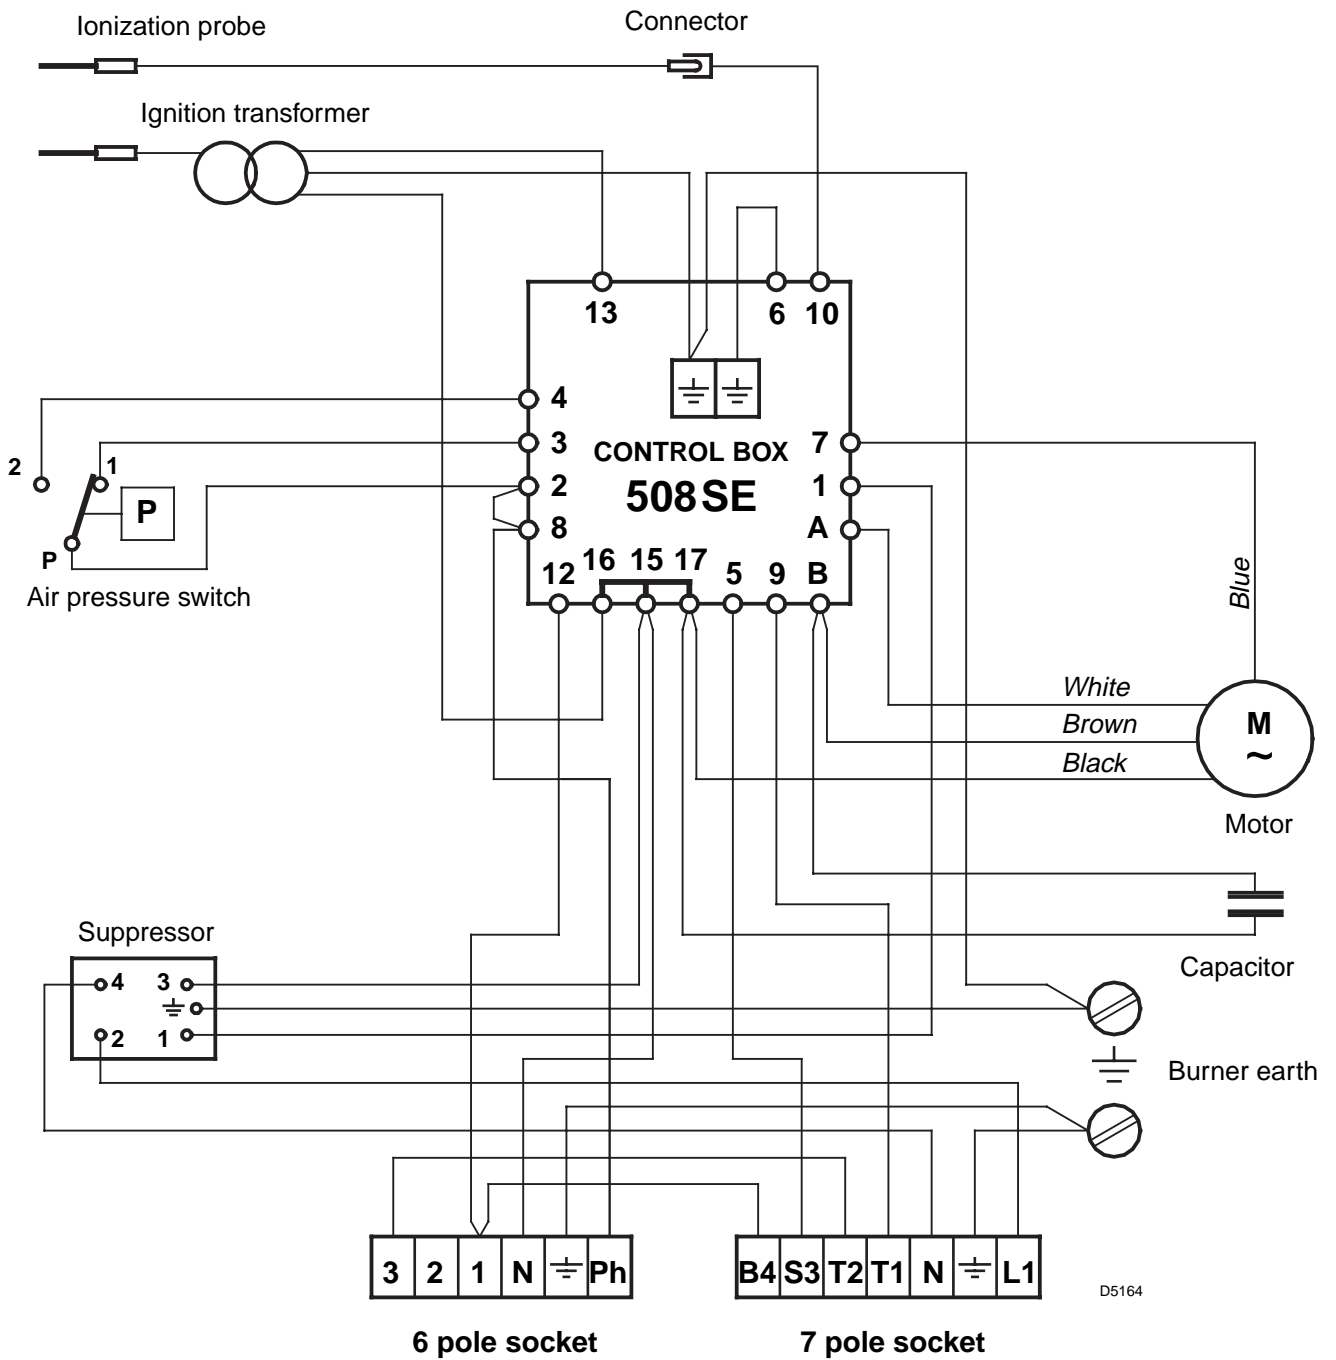 Ionization probe
Connector
Ignition transformer
13
6
10
4
3
2
8
CONTROL BOX
508 SE
7
1
A
12
16
15
17
5
9
B
2
1
P
P
Air pressure switch
Blue
White
Brown
Black
M
~
Motor
Capacitor
Suppressor
4
3
2
1
Burner earth
3
2
1
N
Ph
B4
S3
T2
T1
N
L1
D5164
6 pole socket
7 pole socket